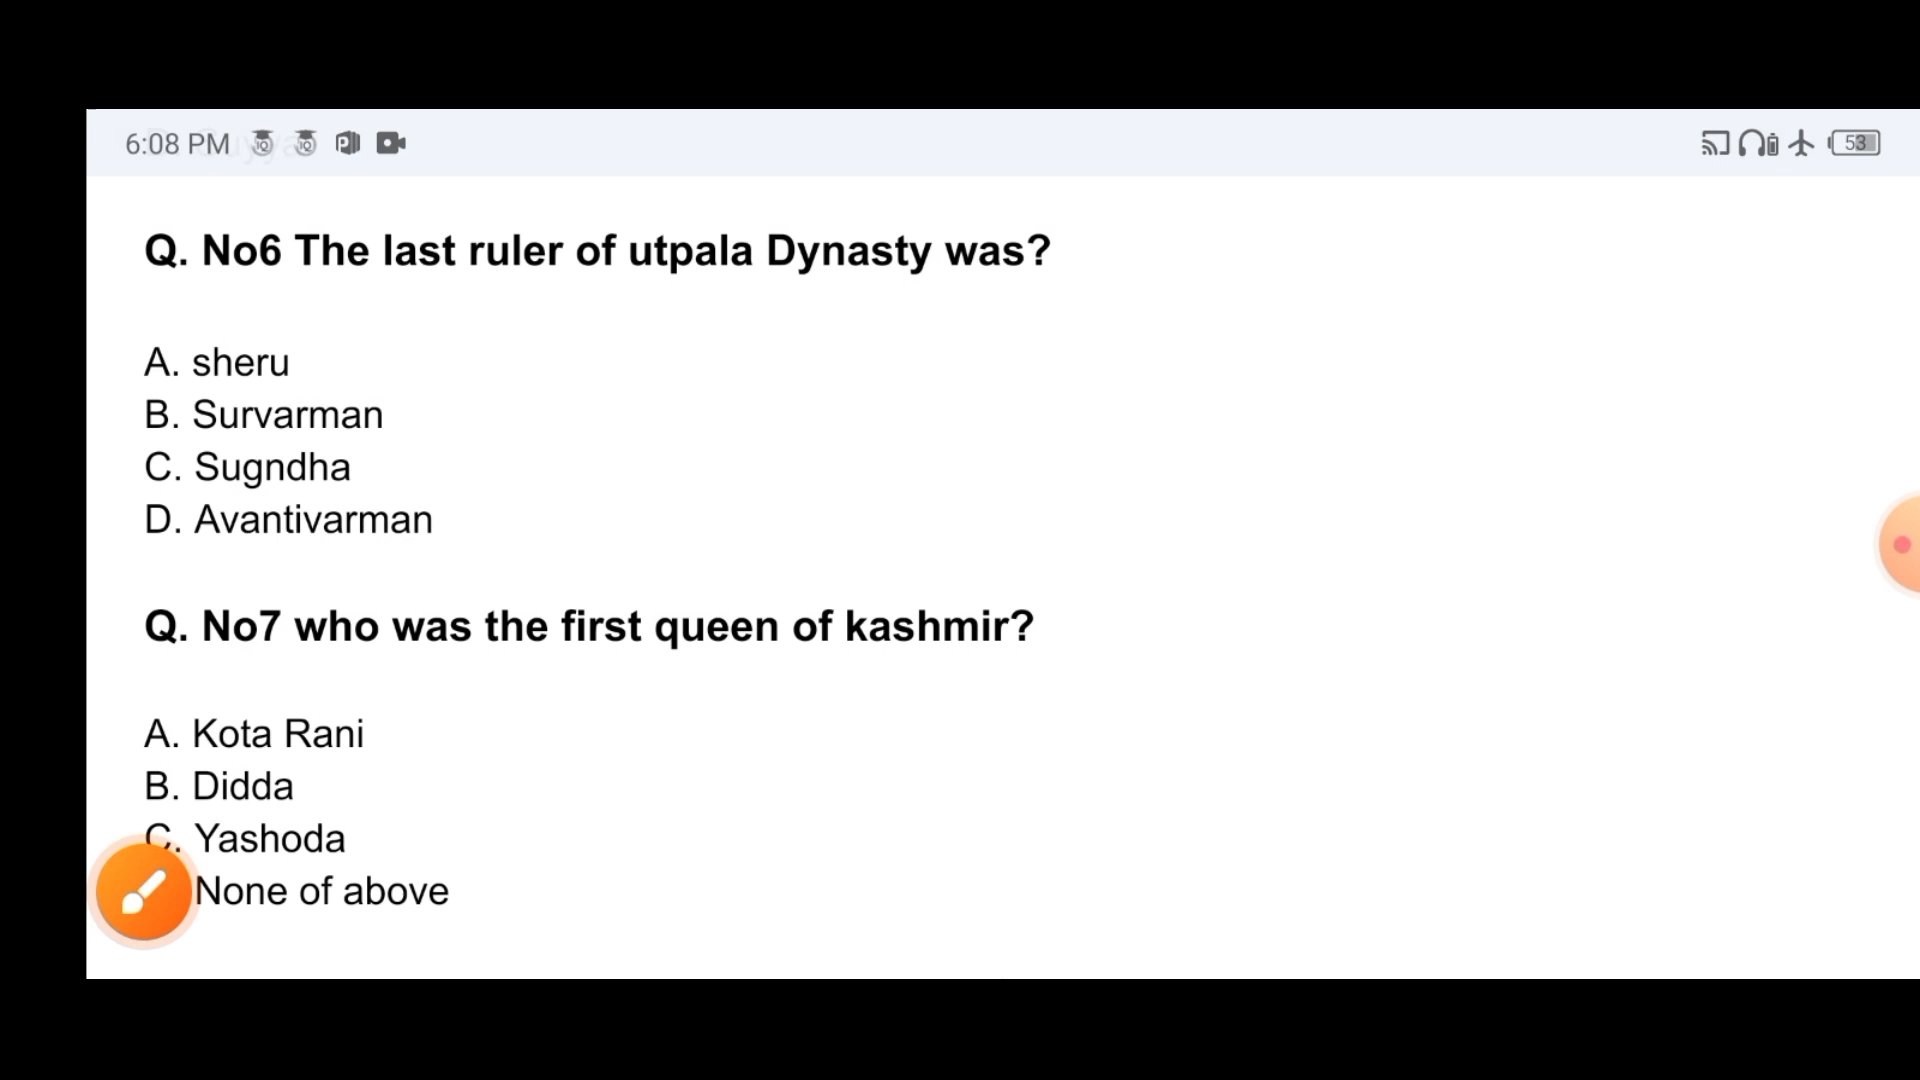 6:08 PM
53
Q. No6 The last ruler of utpala Dynasty was?
A. sheru
B. Survarman
C. Sugndha
D. Avantivarman
Q. No7 who was the first queen of kashmir?
A. Kota Rani
B. Didda
C. Yashoda
None of above